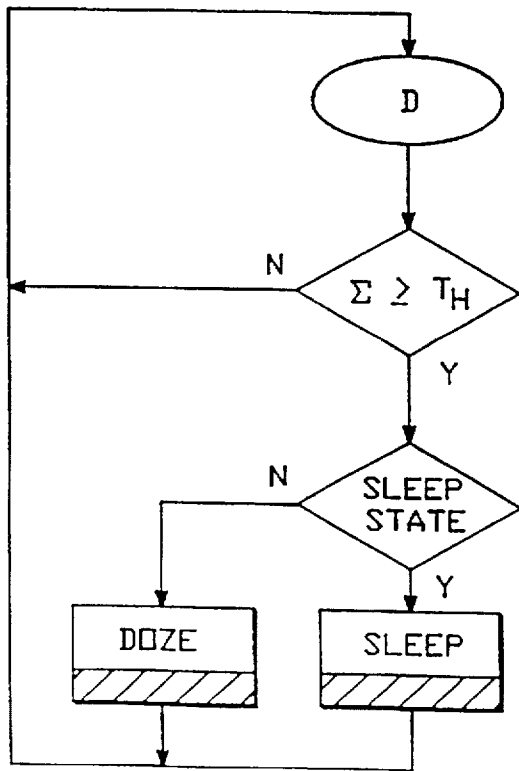 D
N
Σ ≥ T_H
Y
N
SLEEP
STATE
Y
DOZE
SLEEP